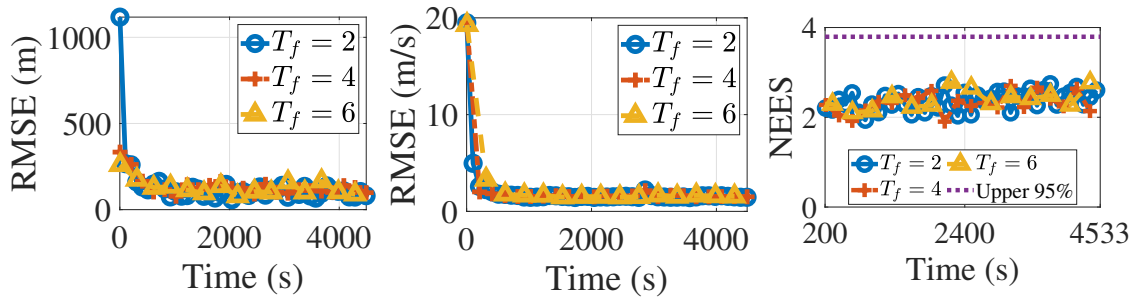 RMSE (m)
1000
500
0
T_f = 2
T_f = 4
T_f = 6
0
2000
4000
Time (s)
RMSE (m/s)
20
10
0
T_f = 2
T_f = 4
T_f = 6
0
2000
4000
Time (s)
NEES
4
2
0
T_f = 2
T_f = 6
T_f = 4
Upper 95%
200
2400
4533
Time (s)